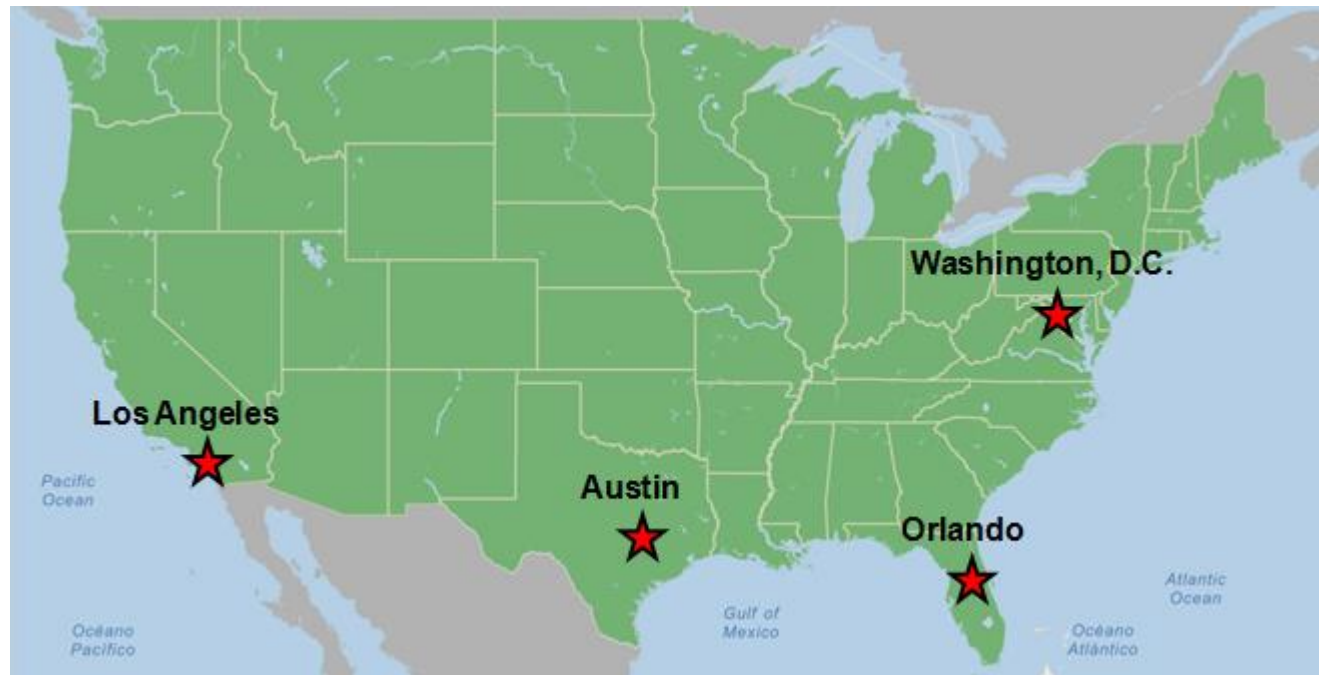 Washington, D.C.
Los Angeles
Austin
Orlando
Pacific
Ocean
Gulf of
Mexico
Atlantic
Ocean
Océano
Pacífico
Océano
Atlántico